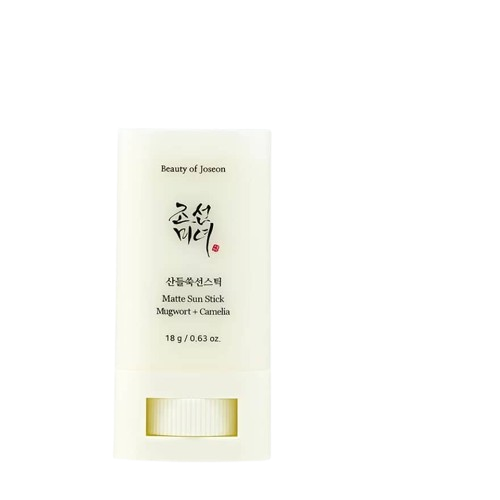 Beauty of Joseon
조선
미녀
산들쑥선스틱
Matte Sun Stick
Mugwort + Camelia
18 g / 0.63 oz.